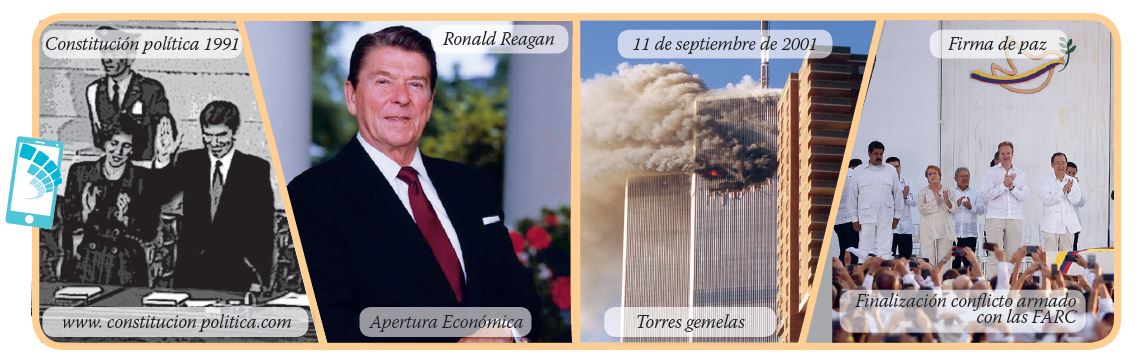 Constitución política 1991
www. constitucion politica.com
Ronald Reagan
Apertura Económica
11 de septiembre de 2001
Torres gemelas
Firma de paz
Finalización conflicto armado
con las FARC